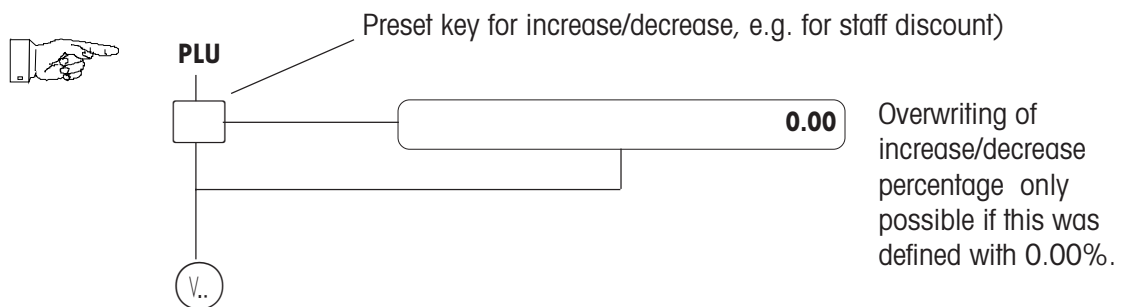 Preset key for increase/decrease, e.g. for staff discount)
PLU
0.00
Overwriting of
increase/decrease
percentage only
possible if this was
defined with 0.00%.
V..